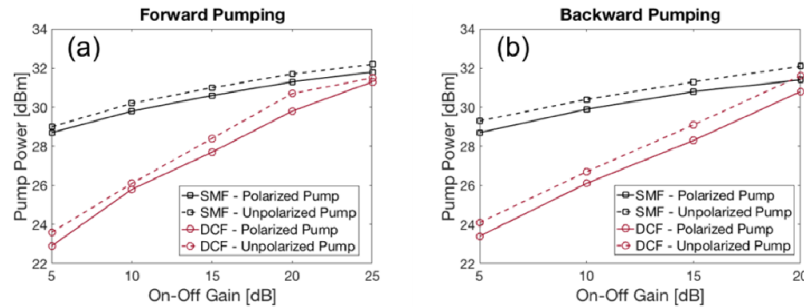 Forward Pumping
(a)
Pump Power [dBm]
34
32
30
28
26
24
22
5 10 15 20 25
On-Off Gain [dB]
SMF - Polarized Pump
SMF - Unpolarized Pump
DCF - Polarized Pump
DCF - Unpolarized Pump
Backward Pumping
(b)
Pump Power [dBm]
34
32
30
28
26
24
22
5 10 15 20
On-Off Gain [dB]
SMF - Polarized Pump
SMF - Unpolarized Pump
DCF - Polarized Pump
DCF - Unpolarized Pump